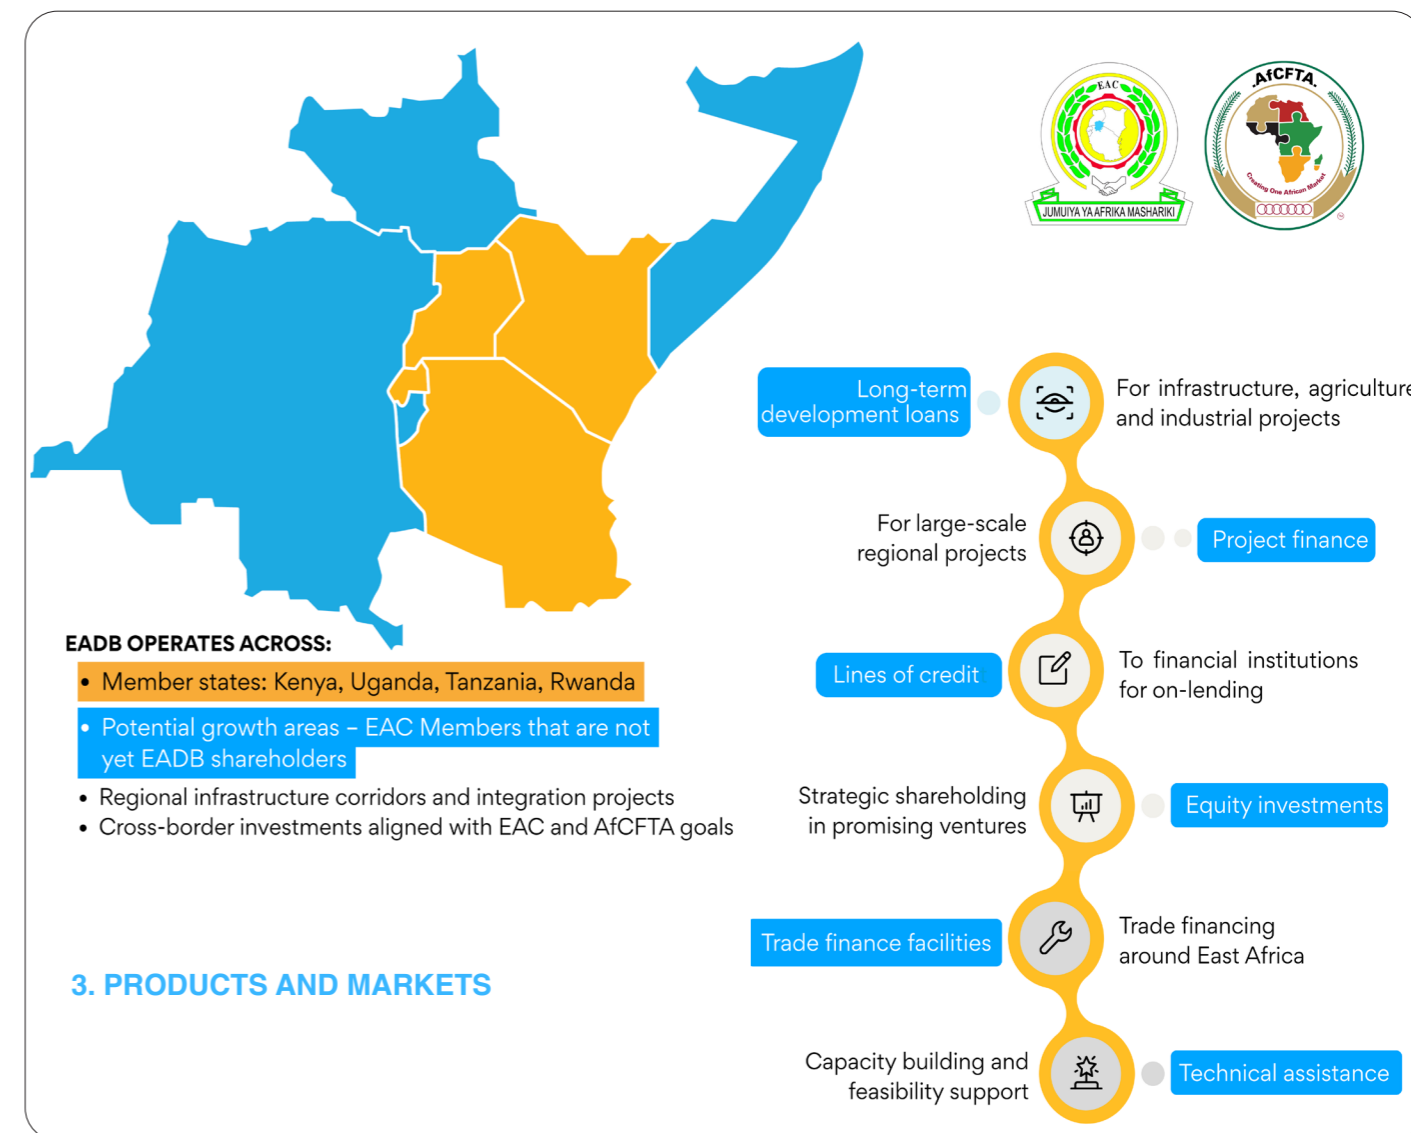 EAC
JUMUIYA YA AFRIKA MASHARIKI
AfCFTA
Creating One African Market
EADB OPERATES ACROSS:
• Member states: Kenya, Uganda, Tanzania, Rwanda
• Potential growth areas – EAC Members that are not
yet EADB shareholders
• Regional infrastructure corridors and integration projects
• Cross-border investments aligned with EAC and AfCFTA goals
3. PRODUCTS AND MARKETS
Long-term
development loans
For infrastructure, agriculture
and industrial projects
For large-scale
regional projects
Project finance
Lines of credit
To financial institutions
for on-lending
Strategic shareholding
in promising ventures
Equity investments
Trade finance facilities
Trade financing
around East Africa
Capacity building and
feasibility support
Technical assistance